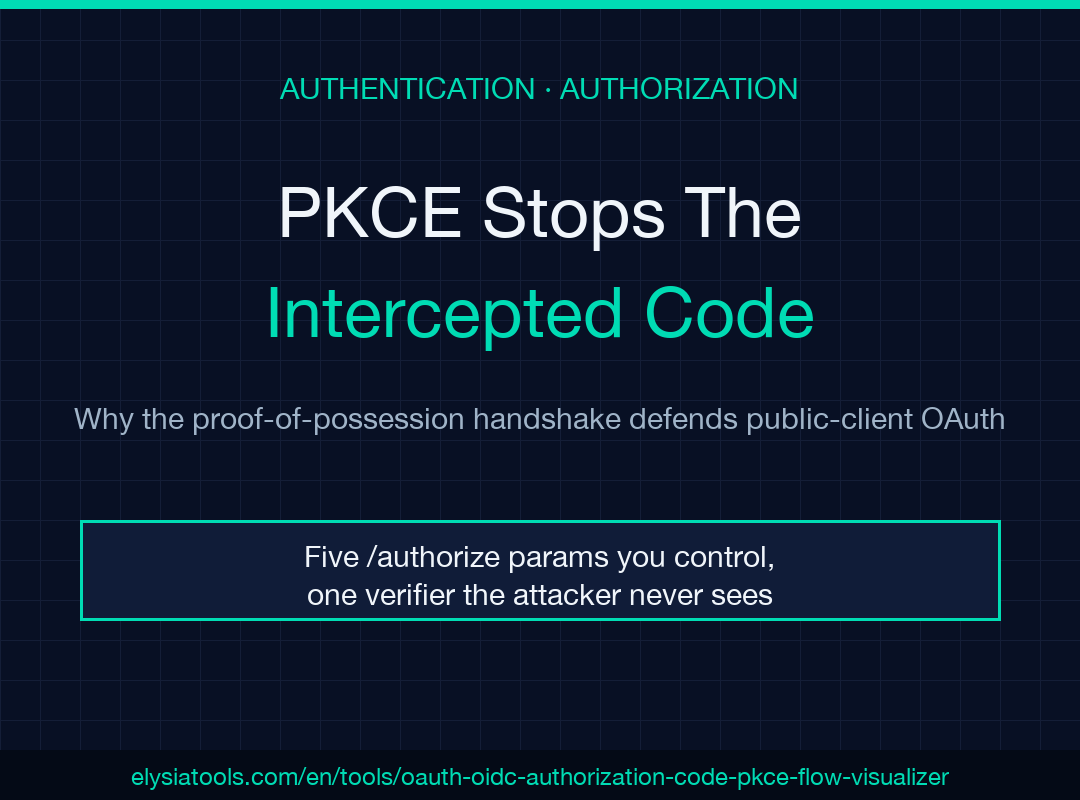 AUTHENTICATION · AUTHORIZATION
PKCE Stops The
Intercepted Code
Why the proof-of-possession handshake defends public-client OAuth
Five /authorize params you control,
one verifier the attacker never sees
elysiatools.com/en/tools/oauth-oidc-authorization-code-pkce-flow-visualizer